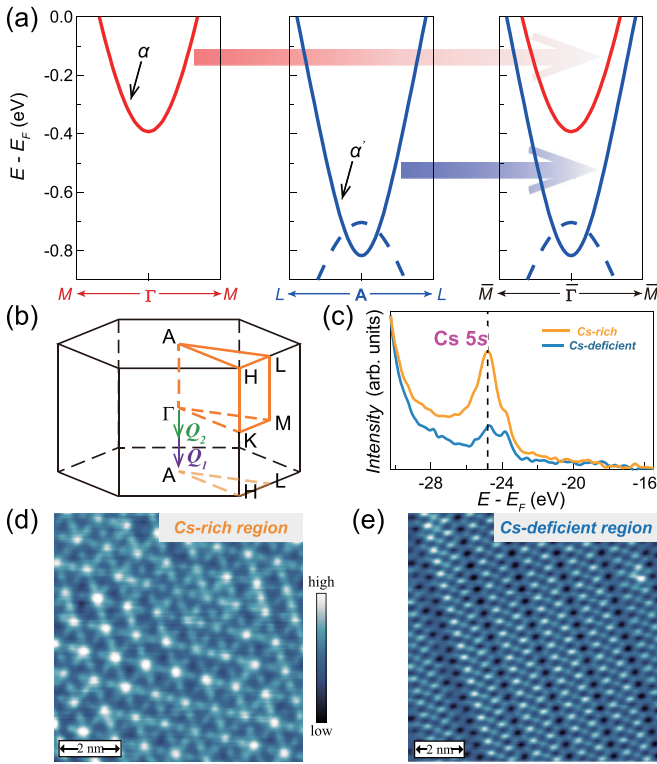 (a)
0.0
-0.2
-0.4
-0.6
-0.8
E - E_F (eV)
α
α'
M Γ M
L A L
M̅ Γ̅ M̅
(b)
A
L
H
Γ
M
Q₂
K
Q₁
A
L
H
(c)
Cs 5s
Cs-rich
Cs-deficient
Intensity (arb. units)
-28 -24 -20 -16
E - E_F (eV)
(d)
Cs-rich region
2 nm
high
low
(e)
Cs-deficient region
2 nm